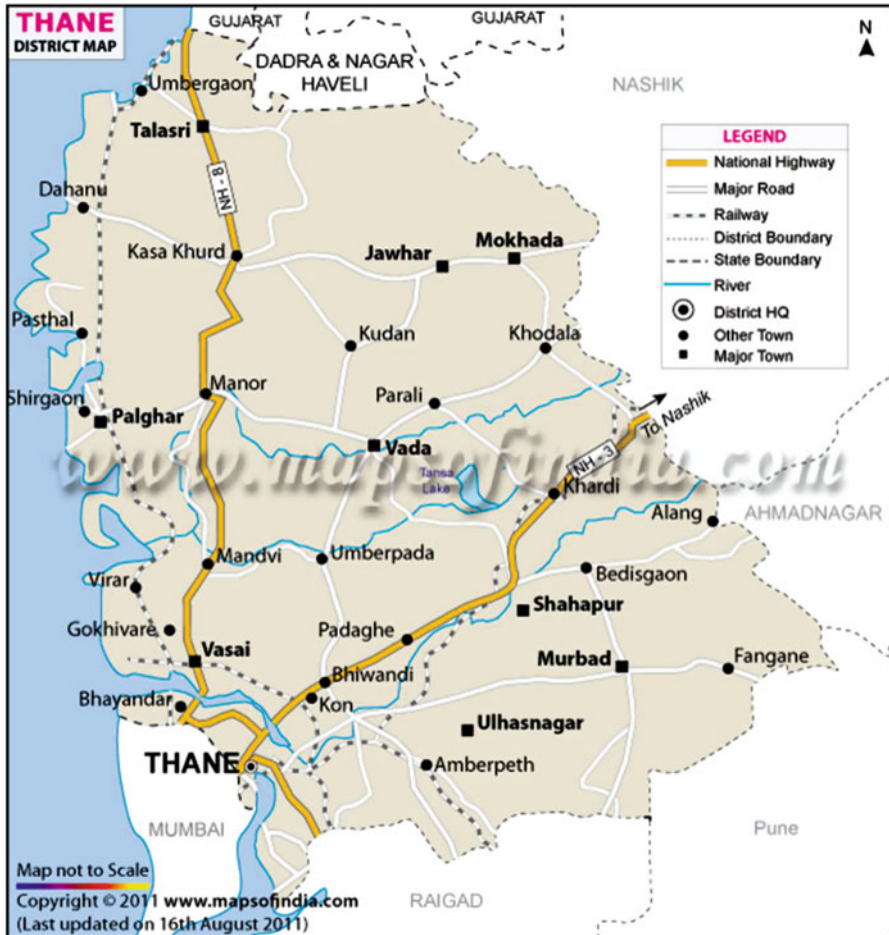 THANE
DISTRICT MAP
GUJARAT
GUJARAT
DADRA & NAGAR
HAVELI
NASHIK
N
LEGEND
National Highway
Major Road
Railway
District Boundary
State Boundary
River
District HQ
Other Town
Major Town
Umbergaon
Talasri
NH - 8
Dahanu
Kasa Khurd
Jawhar
Mokhada
Pasthal
Kudan
Khodala
Manor
Parali
Shirgaon
Palghar
To Nashik
Vada
NH - 3
www.mapsofindia.com
Tansa
Lake
Khardi
Alang
AHMADNAGAR
Mandvi
Umberpada
Bedisgaon
Virar
Shahapur
Gokhivare
Padaghe
Vasai
Murbad
Fangane
Bhiwandi
Bhayandar
Kon
Ulhasnagar
THANE
Amberpeth
MUMBAI
Pune
Map not to Scale
RAIGAD
Copyright © 2011 www.mapsofindia.com
(Last updated on 16th August 2011)